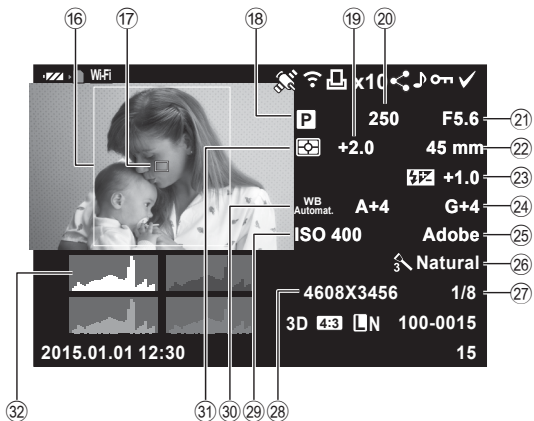 ⑯ ⑰ ⑱ ⑲ ⑳
Wi-Fi x10
P 250 F5.6 ㉑
+2.0 45 mm ㉒
+1.0 ㉓
WB Automat. A+4 G+4 ㉔
ISO 400 Adobe ㉕
3 Natural ㉖
4608X3456 1/8 ㉗
3D 4:3 LN 100-0015
2015.01.01 12:30 15
㉜ ㉛ ㉚ ㉙ ㉘